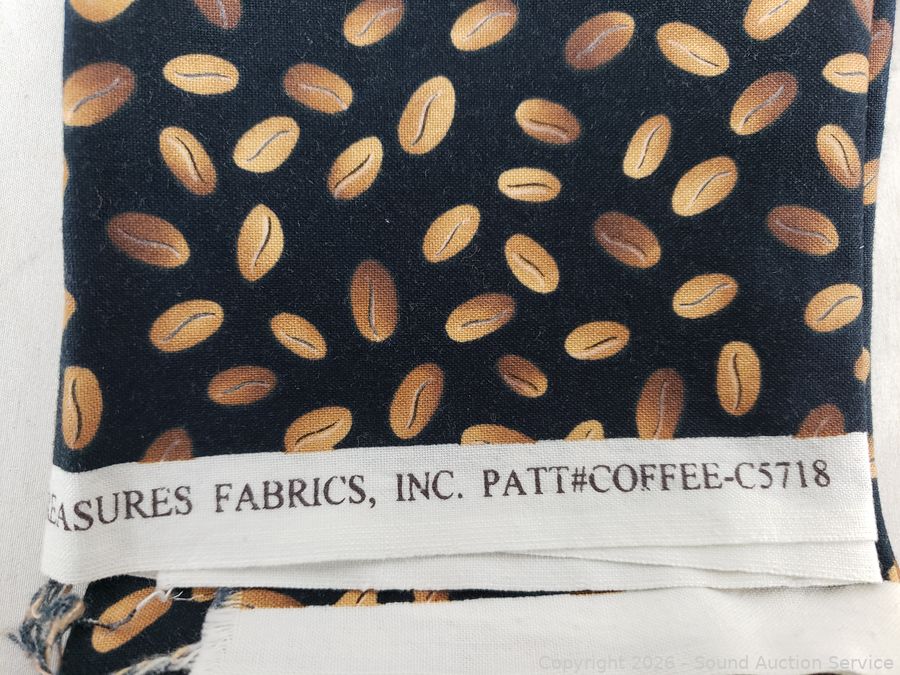 EASURES FABRICS, INC. PATT#COFFEE-C5718
Copyright 2026 - Sound Auction Service